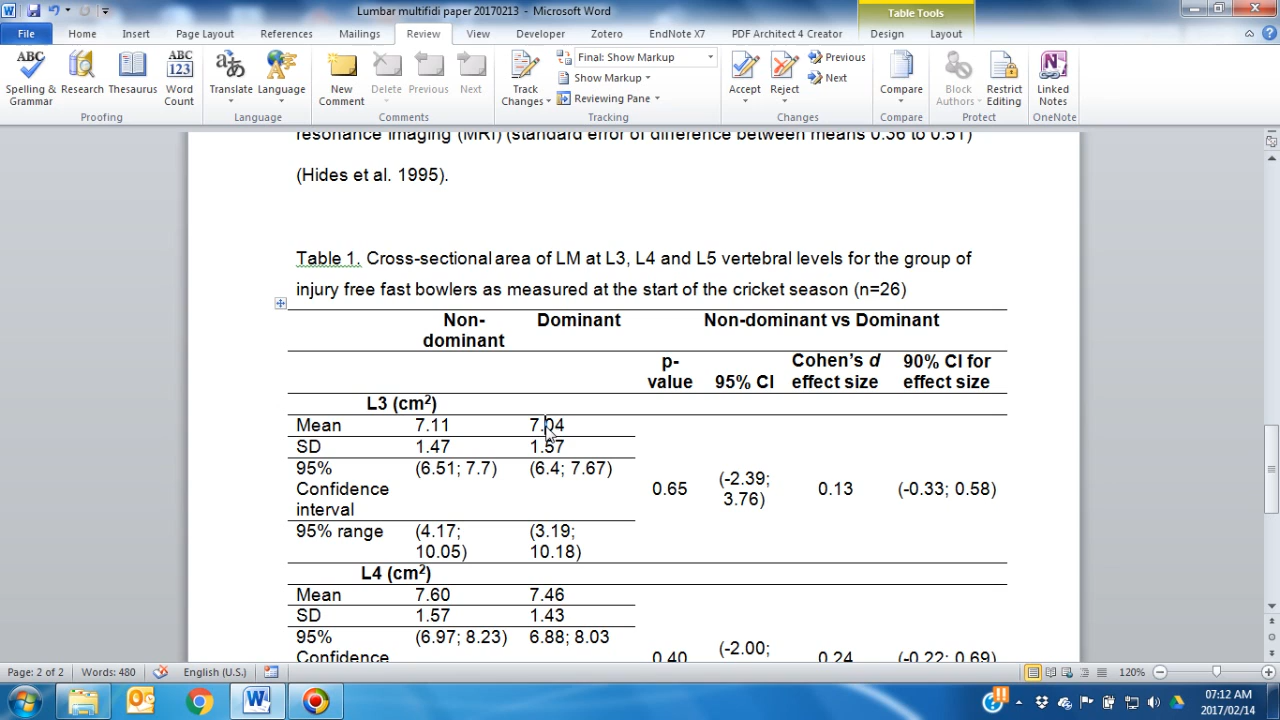 Lumbar multifidi paper 20170213 - Microsoft Word
Table Tools
File Home Insert Page Layout References Mailings Review View Developer EndNote X7 Zotero PDF Architect 4 Creator Design Layout
ABC Spelling & Grammar
Research
Thesaurus
ABC 123 Word Count
Proofing
Translate
Language
Language
New Comment
Delete
Previous
Next
Comments
Track Changes
Final: Show Markup
Show Markup
Reviewing Pane
Tracking
Accept
Reject
Previous
Next
Changes
Compare
Compare
Block Authors
Restrict Editing
Protect
Linked Notes
OneNote
resonance imaging (MRI) (standard error of difference between means 0.36 to 0.51)
(Hides et al. 1995).
Table 1. Cross-sectional area of LM at L3, L4 and L5 vertebral levels for the group of
injury free fast bowlers as measured at the start of the cricket season (n=26)
Non-dominant Dominant Non-dominant vs Dominant
p-value 95% CI Cohen's d effect size 90% CI for effect size
L3 (cm²)
Mean 7.11 7.04
SD 1.47 1.57
95% Confidence interval (6.51; 7.7) (6.4; 7.67)
0.65 (-2.39; 3.76) 0.13 (-0.33; 0.58)
95% range (4.17; 10.05) (3.19; 10.18)
L4 (cm²)
Mean 7.60 7.46
SD 1.57 1.43
95% Confidence (6.97; 8.23) 6.88; 8.03
0.40 (-2.00; 0.24 (-0.22; 0.69)
Page: 2 of 2 Words: 480 English (U.S.) 120%
07:12 AM
2017/02/14